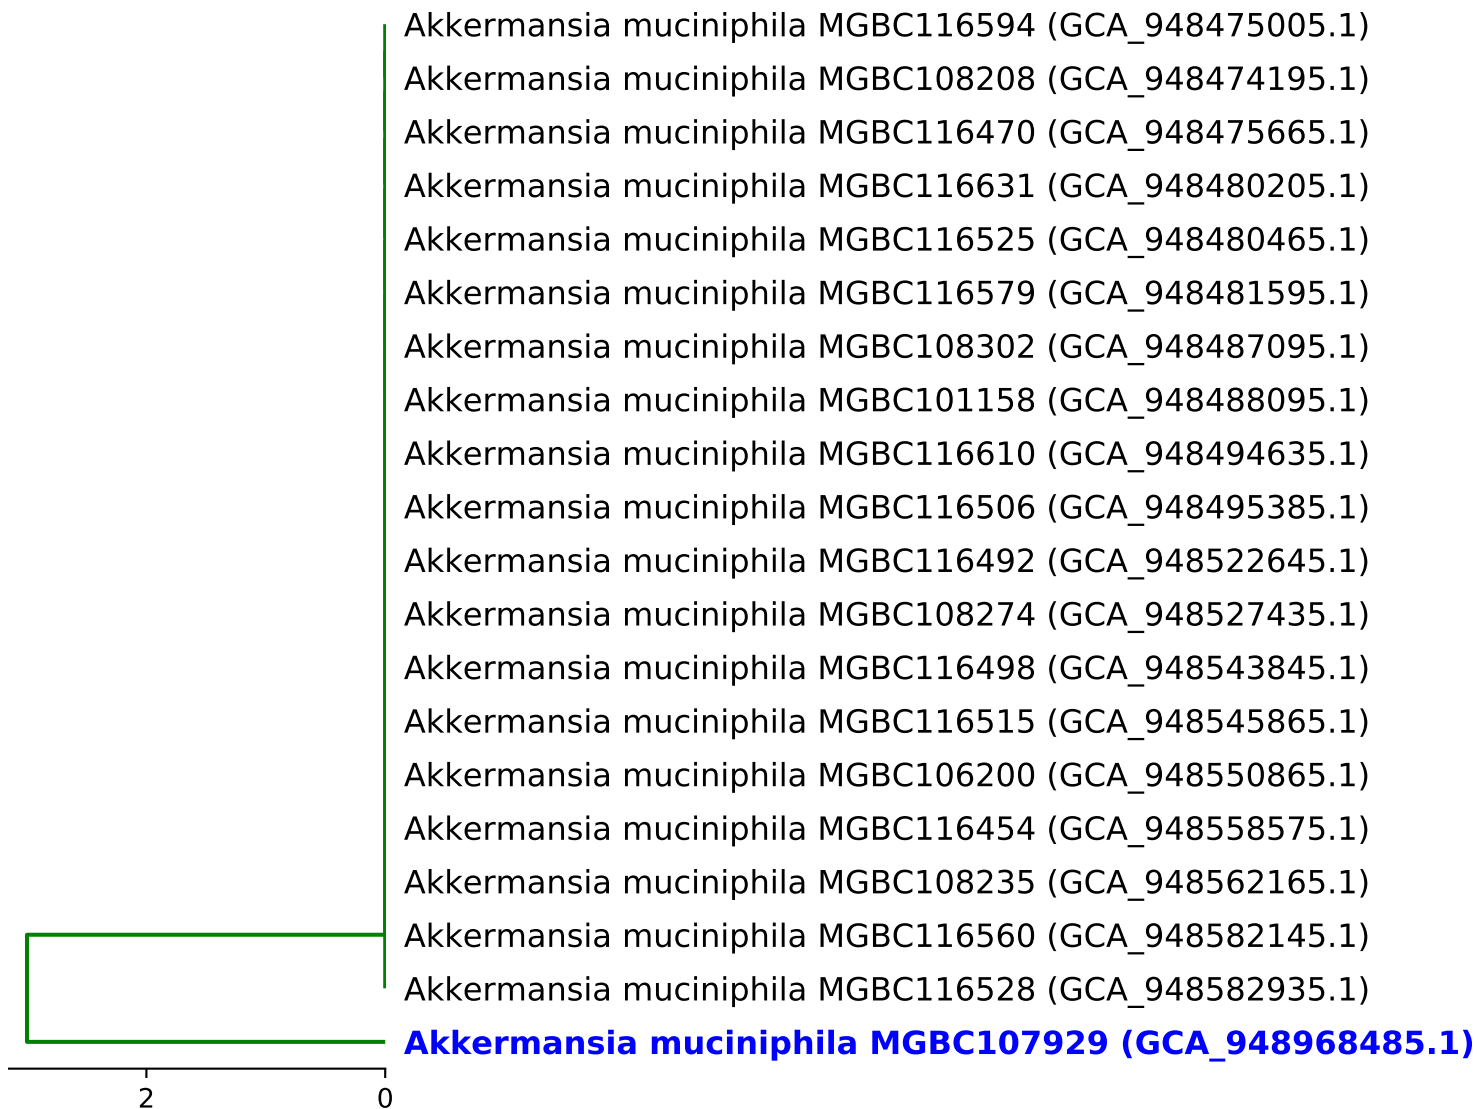 Akkermansia muciniphila MGBC116594 (GCA_948475005.1)
Akkermansia muciniphila MGBC108208 (GCA_948474195.1)
Akkermansia muciniphila MGBC116470 (GCA_948475665.1)
Akkermansia muciniphila MGBC116631 (GCA_948480205.1)
Akkermansia muciniphila MGBC116525 (GCA_948480465.1)
Akkermansia muciniphila MGBC116579 (GCA_948481595.1)
Akkermansia muciniphila MGBC108302 (GCA_948487095.1)
Akkermansia muciniphila MGBC101158 (GCA_948488095.1)
Akkermansia muciniphila MGBC116610 (GCA_948494635.1)
Akkermansia muciniphila MGBC116506 (GCA_948495385.1)
Akkermansia muciniphila MGBC116492 (GCA_948522645.1)
Akkermansia muciniphila MGBC108274 (GCA_948527435.1)
Akkermansia muciniphila MGBC116498 (GCA_948543845.1)
Akkermansia muciniphila MGBC116515 (GCA_948545865.1)
Akkermansia muciniphila MGBC106200 (GCA_948550865.1)
Akkermansia muciniphila MGBC116454 (GCA_948558575.1)
Akkermansia muciniphila MGBC108235 (GCA_948562165.1)
Akkermansia muciniphila MGBC116560 (GCA_948582145.1)
Akkermansia muciniphila MGBC116528 (GCA_948582935.1)
Akkermansia muciniphila MGBC107929 (GCA_948968485.1)
2 0